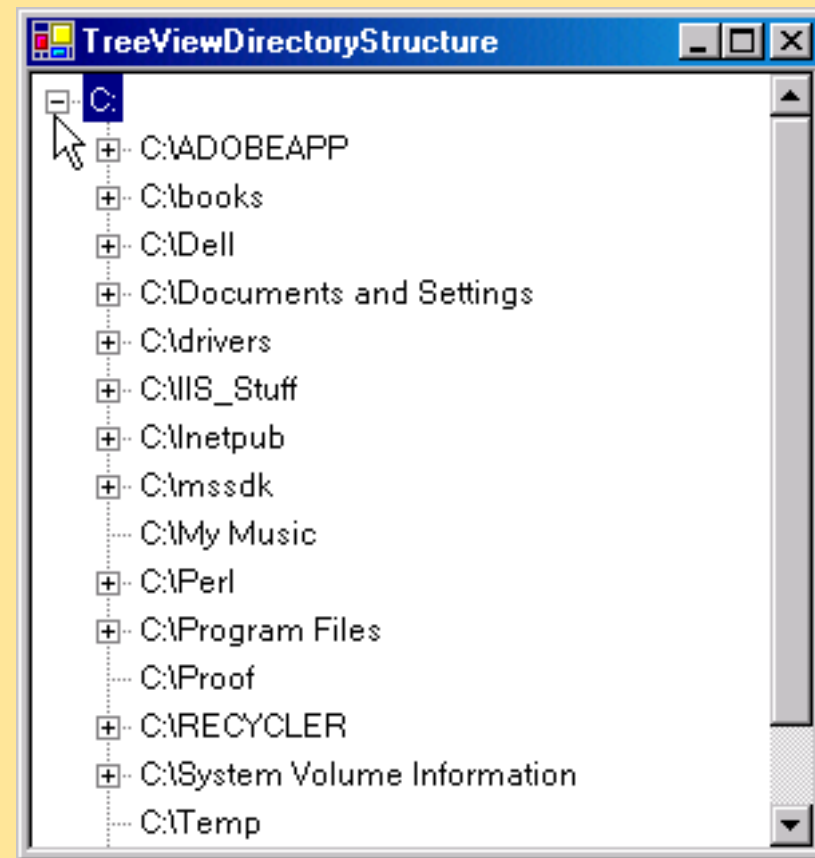 TreeViewDirectoryStructure
C:
C:\ADOBEAPP
C:\books
C:\Dell
C:\Documents and Settings
C:\drivers
C:\IIS_Stuff
C:\Inetpub
C:\mssdk
C:\My Music
C:\Perl
C:\Program Files
C:\Proof
C:\RECYCLER
C:\System Volume Information
C:\Temp